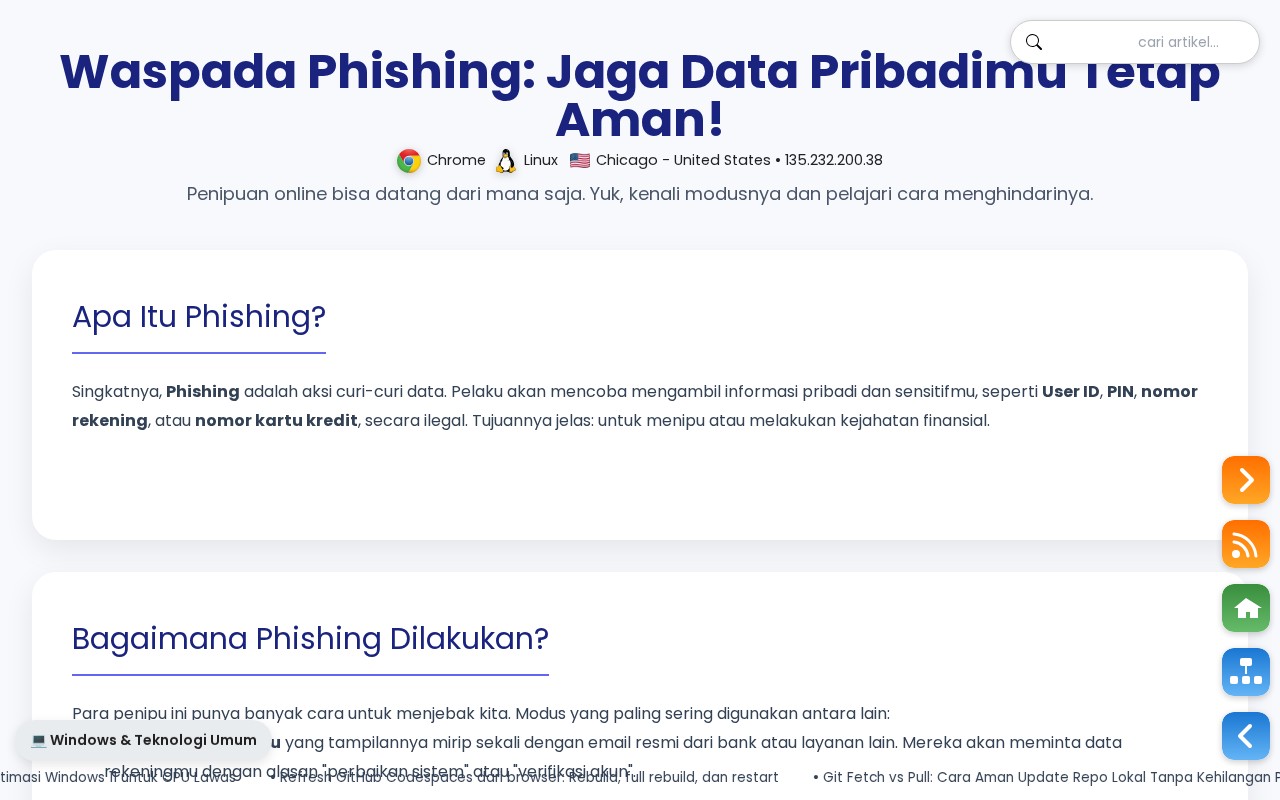 cari artikel...
Waspada Phishing: Jaga Data Pribadimu Tetap
Aman!
Chrome Linux Chicago - United States • 135.232.200.38
Penipuan online bisa datang dari mana saja. Yuk, kenali modusnya dan pelajari cara menghindarinya.
Apa Itu Phishing?
Singkatnya, Phishing adalah aksi curi-curi data. Pelaku akan mencoba mengambil informasi pribadi dan sensitifmu, seperti User ID, PIN, nomor
rekening, atau nomor kartu kredit, secara ilegal. Tujuannya jelas: untuk menipu atau melakukan kejahatan finansial.
Bagaimana Phishing Dilakukan?
Para penipu ini punya banyak cara untuk menjebak kita. Modus yang paling sering digunakan antara lain:
Windows & Teknologi Umum
u yang tampilannya mirip sekali dengan email resmi dari bank atau layanan lain. Mereka akan meminta data
rekeningmu dengan alasan "perbaikan sistem" atau "verifikasi akun".
timasi Windows 11 untuk GPU Lawas • Refresh GitHub Codespaces dari browser: Rebuild, full rebuild, dan restart • Git Fetch vs Pull: Cara Aman Update Repo Lokal Tanpa Kehilangan P